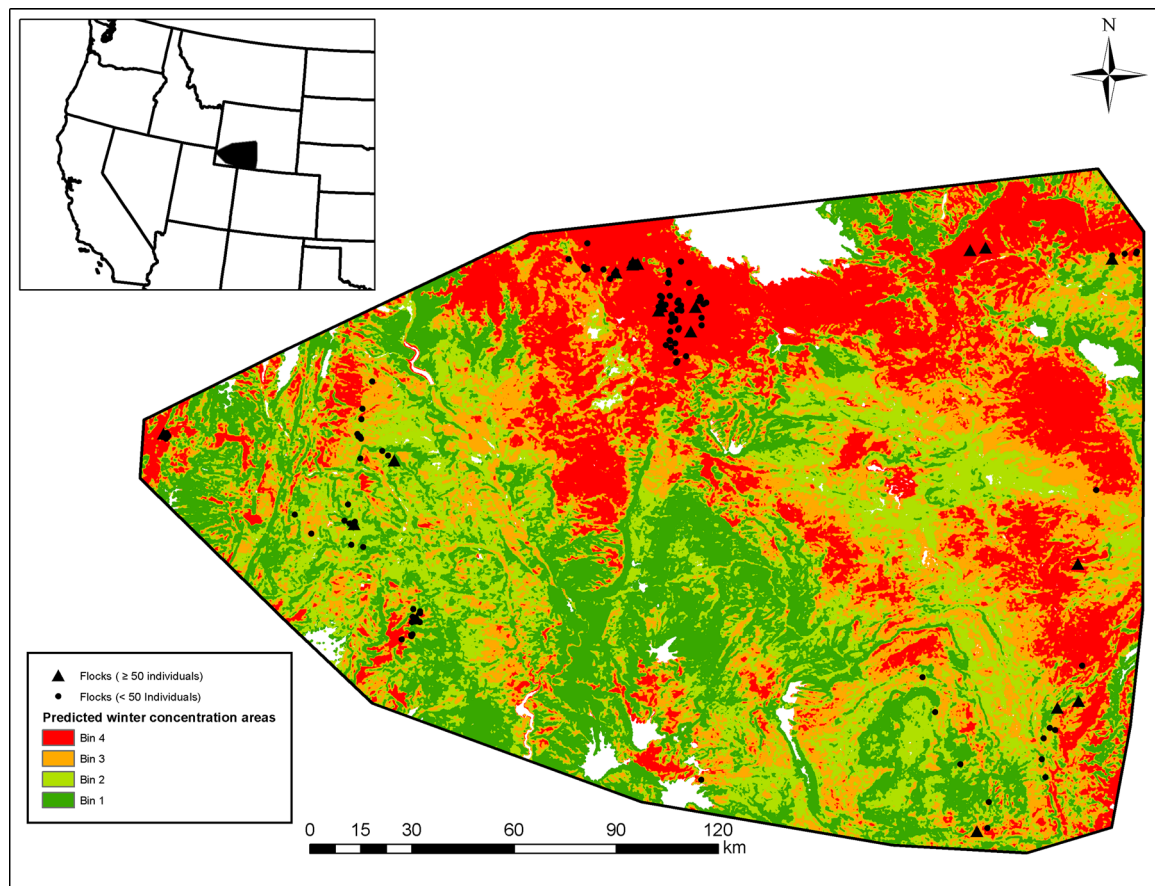 N
Flocks ( ≥ 50 individuals)
Flocks (< 50 Individuals)
Predicted winter concentration areas
Bin 4
Bin 3
Bin 2
Bin 1
0 15 30 60 90 120
km